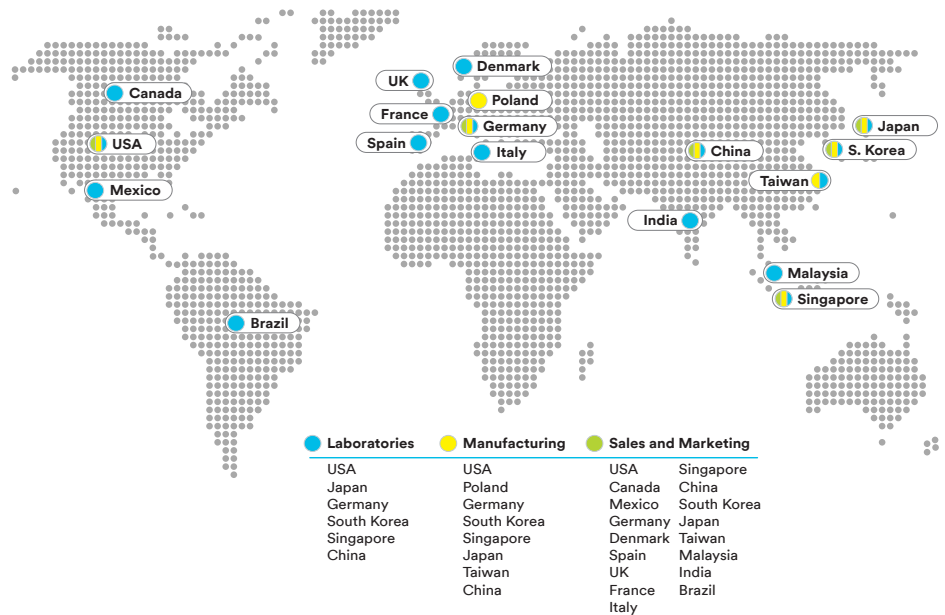 Denmark
UK
Canada
Poland
France
Germany
Japan
USA
Spain
Italy
China
S. Korea
Taiwan
Mexico
India
Malaysia
Singapore
Brazil
Laboratories
USA
Japan
Germany
South Korea
Singapore
China
Manufacturing
USA
Poland
Germany
South Korea
Singapore
Japan
Taiwan
China
Sales and Marketing
USA
Canada
Mexico
Germany
Denmark
Spain
UK
France
Italy
Singapore
China
South Korea
Japan
Taiwan
Malaysia
India
Brazil